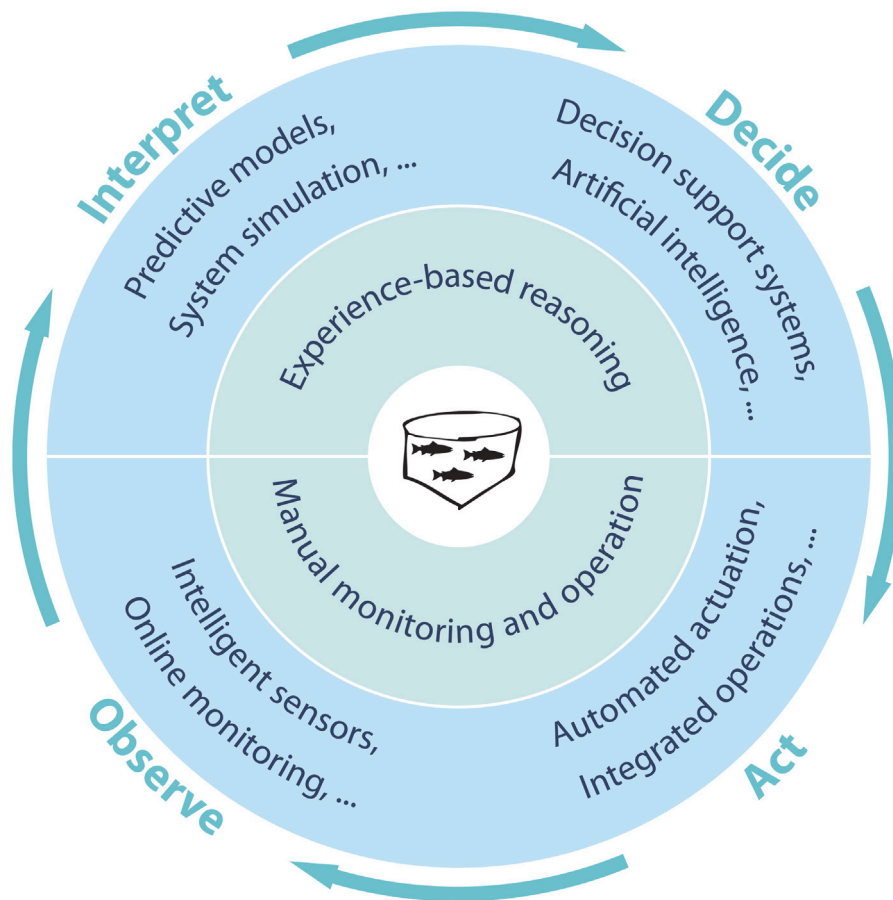 Interpret
Predictive models,
System simulation, ...
Decide
Decision support systems,
Artificial intelligence, ...
Experience-based reasoning
Manual monitoring and operation
Observe
Intelligent sensors,
Online monitoring, ...
Act
Automated actuation,
Integrated operations, ...